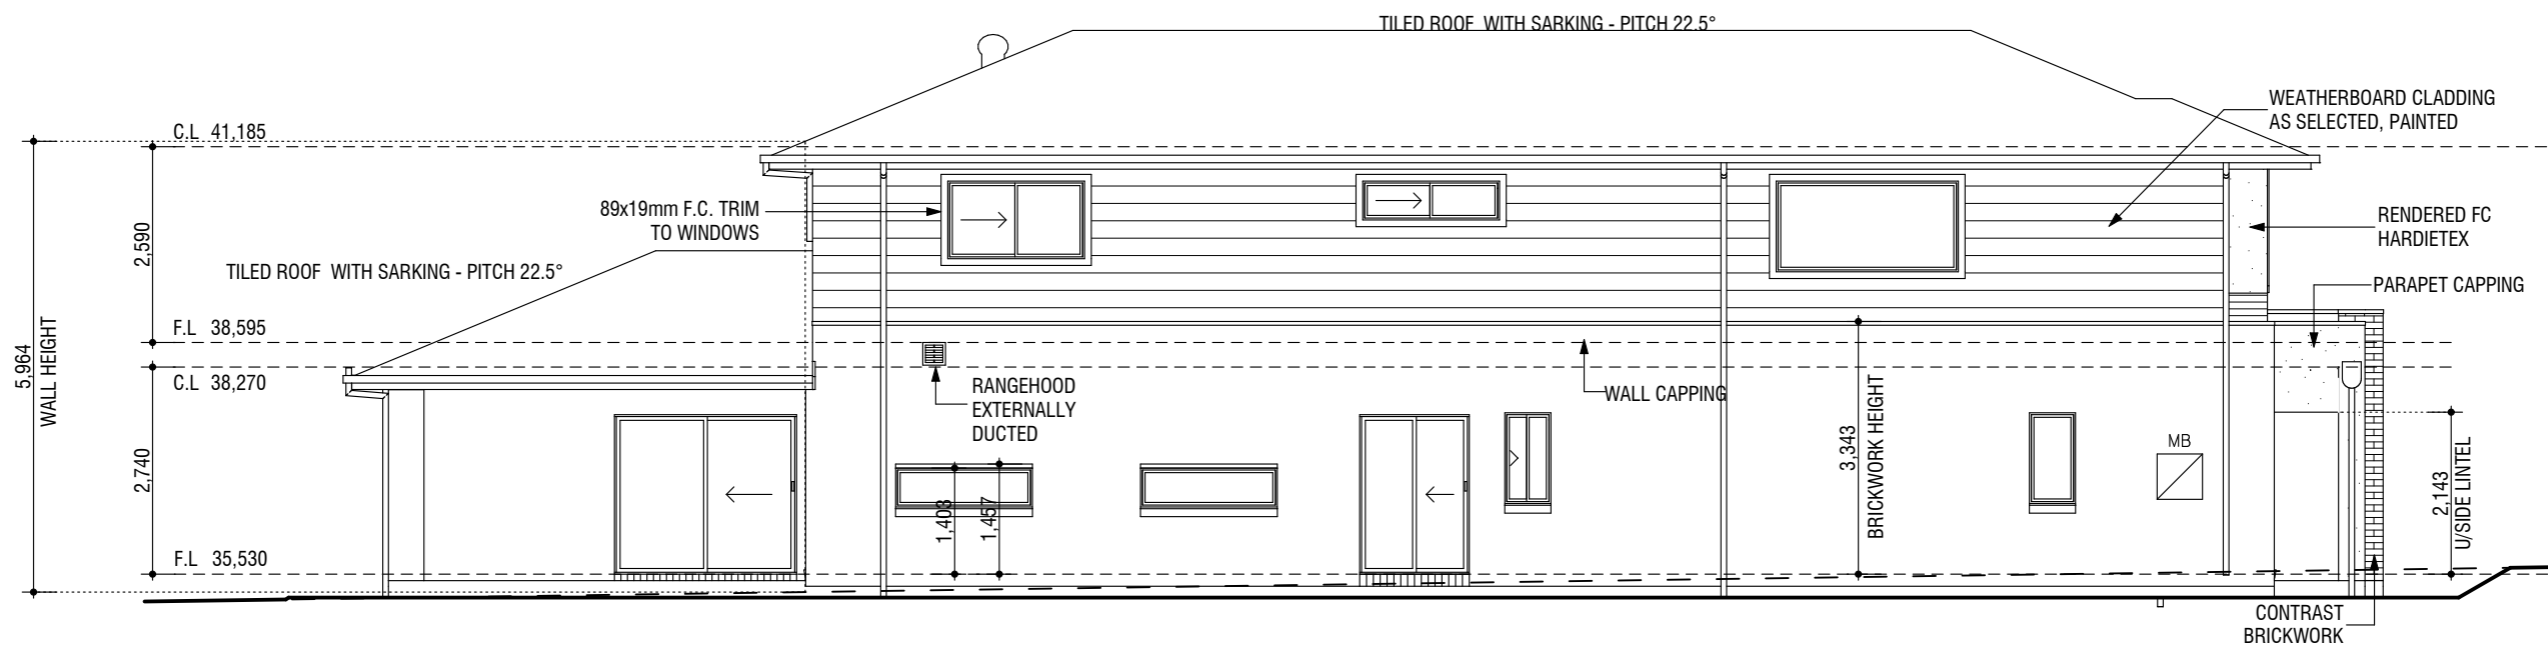 TILED ROOF WITH SARKING - PITCH 22.5°
WEATHERBOARD CLADDING
AS SELECTED, PAINTED
C.L 41,185
89x19mm F.C. TRIM
TO WINDOWS
RENDERED FC
HARDIETEX
2,590
TILED ROOF WITH SARKING - PITCH 22.5°
PARAPET CAPPING
F.L 38,595
5,964
WALL HEIGHT
C.L 38,270
RANGEHOOD
EXTERNALLY
DUCTED
WALL CAPPING
3,343
BRICKWORK HEIGHT
MB
2,740
1,403
1,457
2,143
U/SIDE LINTEL
F.L 35,530
CONTRAST
BRICKWORK